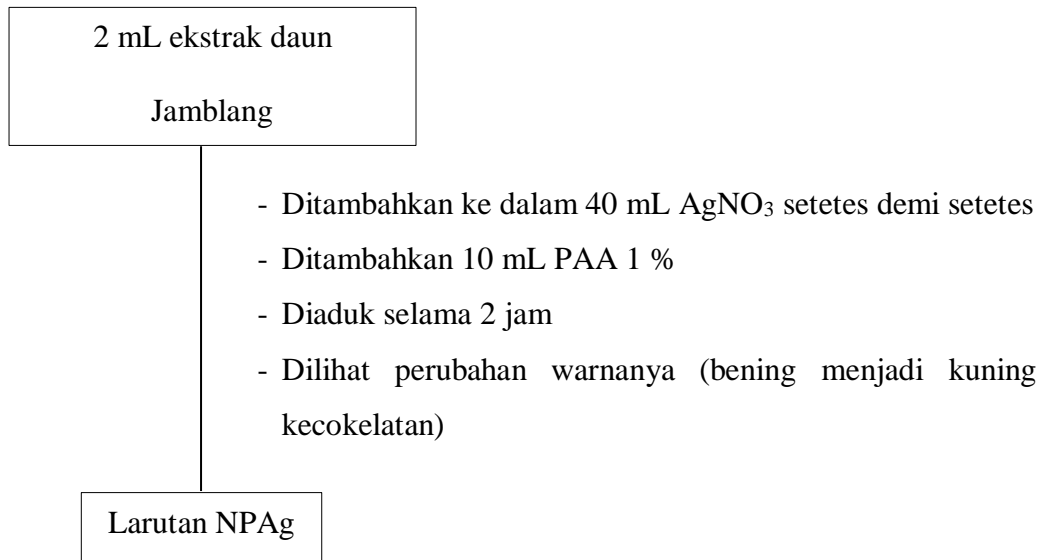 2 mL ekstrak daun
Jamblang
- Ditambahkan ke dalam 40 mL AgNO₃ setetes demi setetes
- Ditambahkan 10 mL PAA 1 %
- Diaduk selama 2 jam
- Dilihat perubahan warnanya (bening menjadi kuning
kecokelatan)
Larutan NPAg